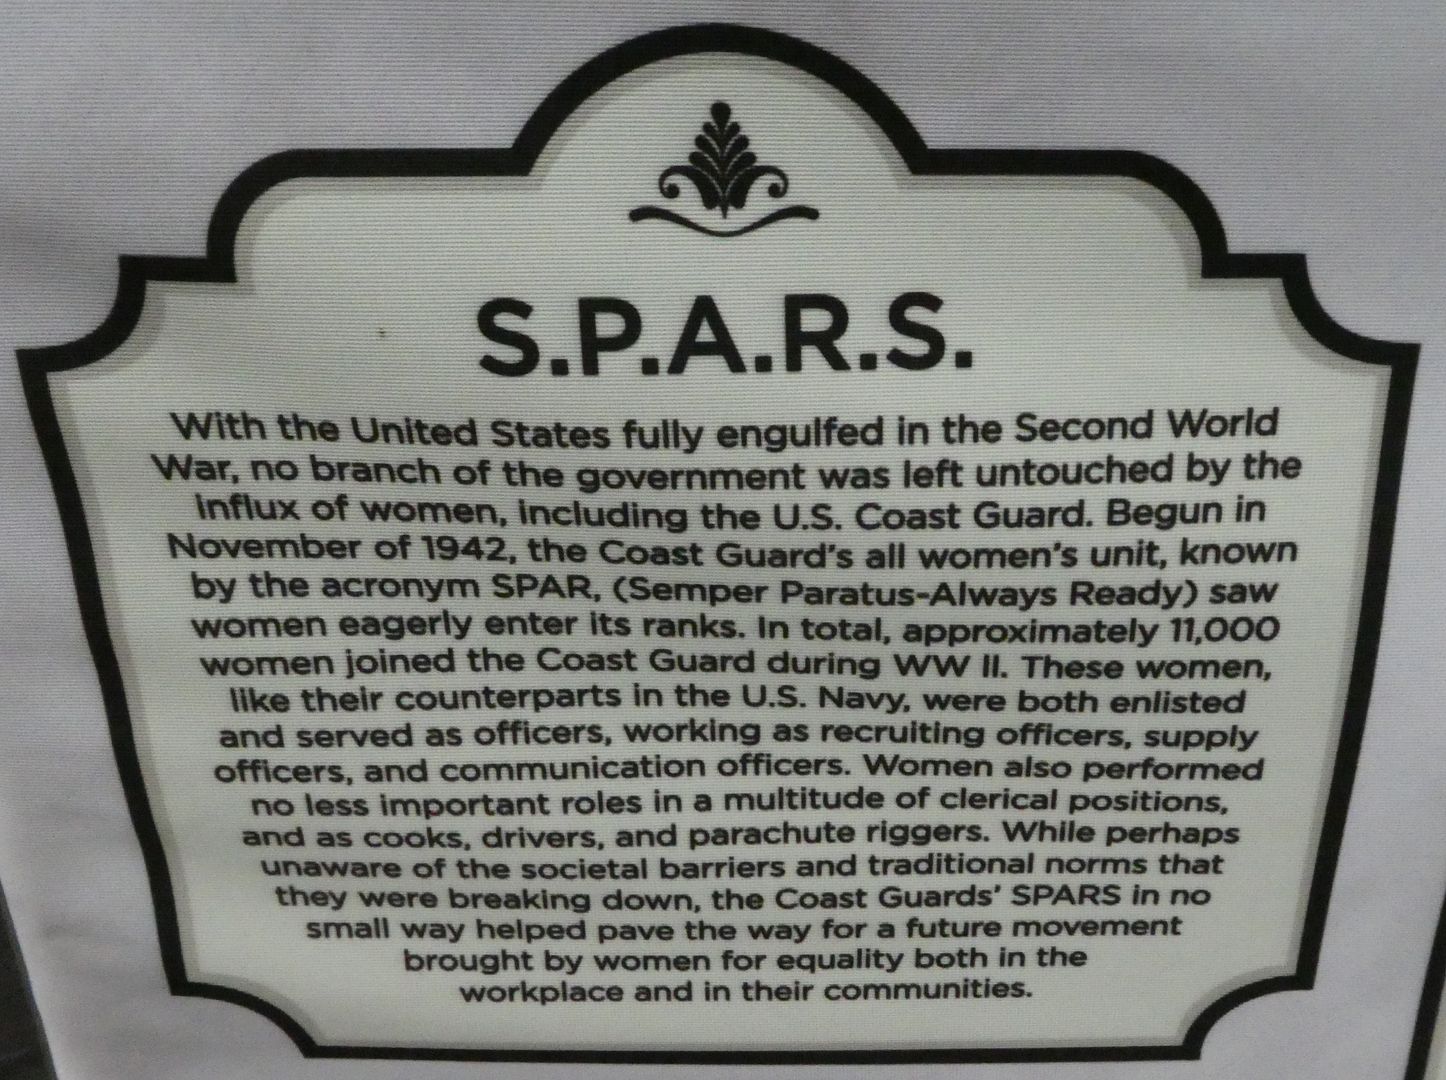 S.P.A.R.S.
With the United States fully engulfed in the Second World
War, no branch of the government was left untouched by the
influx of women, including the U.S. Coast Guard. Begun in
November of 1942, the Coast Guard's all women's unit, known
by the acronym SPAR, (Semper Paratus-Always Ready) saw
women eagerly enter its ranks. In total, approximately 11,000
women joined the Coast Guard during WW II. These women,
like their counterparts in the U.S. Navy, were both enlisted
and served as officers, working as recruiting officers, supply
officers, and communication officers. Women also performed
no less important roles in a multitude of clerical positions,
and as cooks, drivers, and parachute riggers. While perhaps
unaware of the societal barriers and traditional norms that
they were breaking down, the Coast Guards' SPARS in no
small way helped pave the way for a future movement
brought by women for equality both in the
workplace and in their communities.